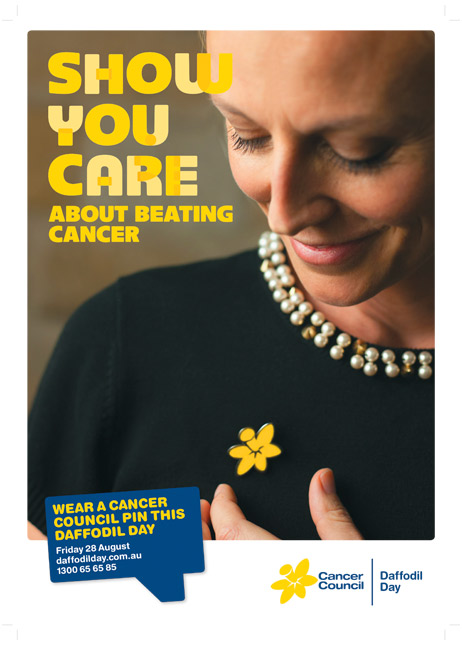 SHOW
YOU
CARE
ABOUT BEATING
CANCER
WEAR A CANCER
COUNCIL PIN THIS
DAFFODIL DAY
Friday 28 August
daffodilday.com.au
1300 65 65 85
Cancer
Council
Daffodil
Day